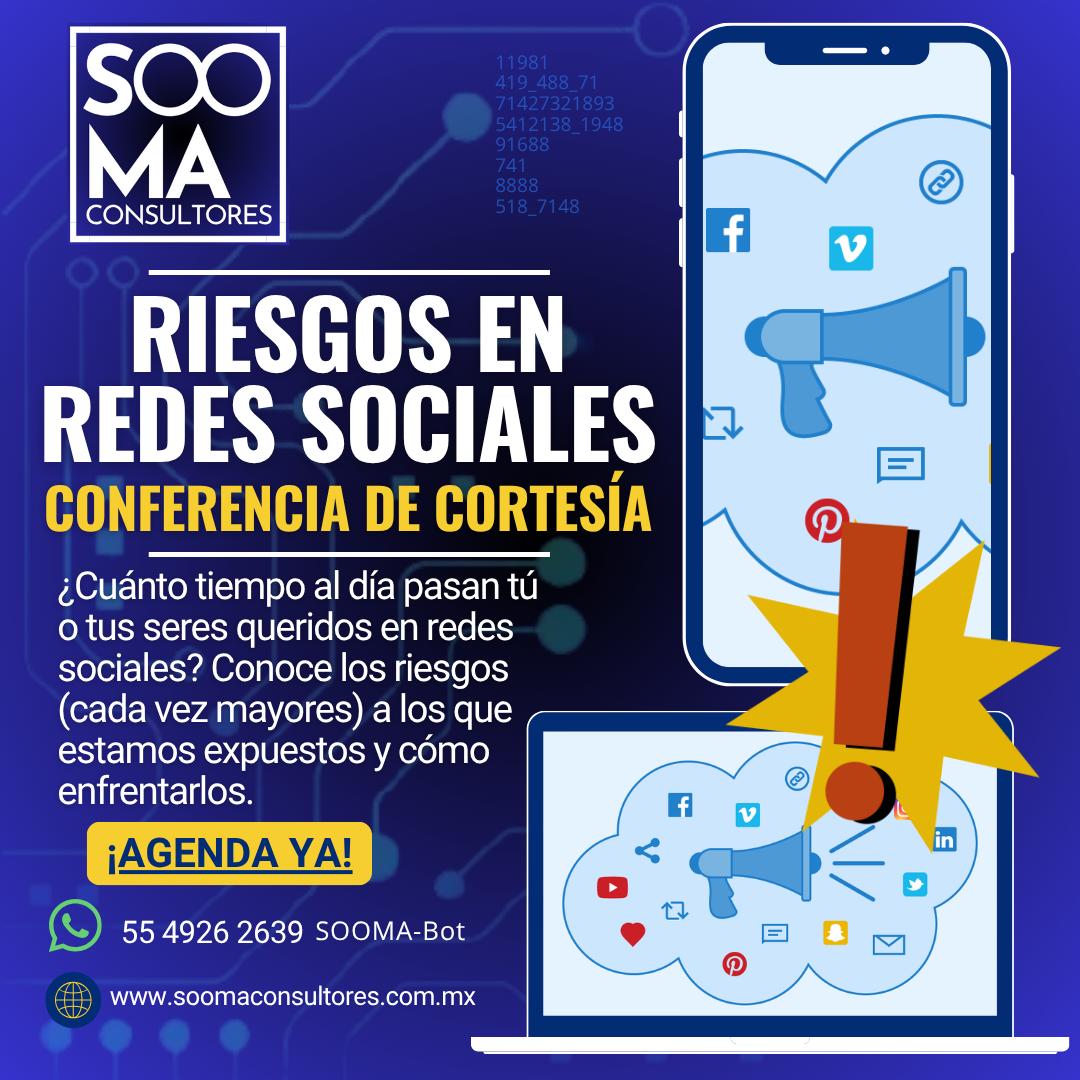 SOO
MA
CONSULTORES
11981
419_488_71
71427321893
5412138_1948
91688
741
8888
518_7148
RIESGOS EN
REDES SOCIALES
CONFERENCIA DE CORTESÍA
¿Cuánto tiempo al día pasan tú
o tus seres queridos en redes
sociales? Conoce los riesgos
(cada vez mayores) a los que
estamos expuestos y cómo
enfrentarlos.
¡AGENDA YA!
55 4926 2639 SOOMA-Bot
www.soomaconsultores.com.mx
!
in